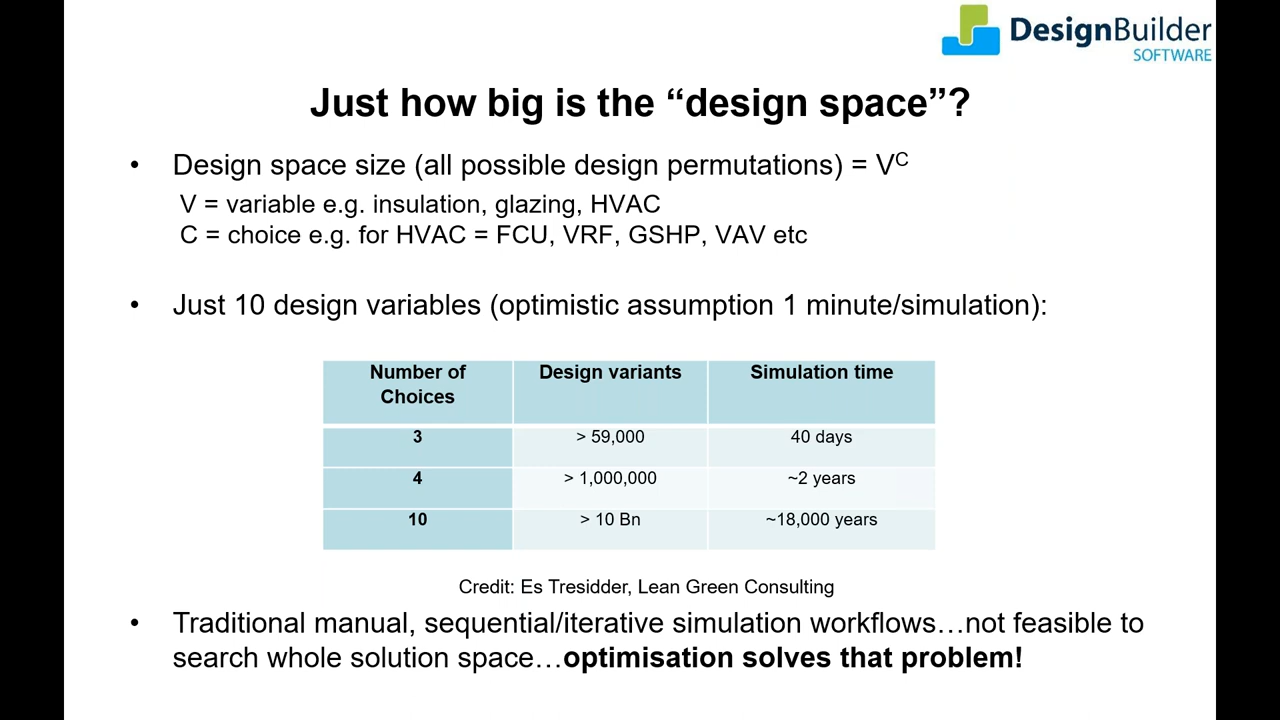 DesignBuilder
SOFTWARE
Just how big is the “design space”?
• Design space size (all possible design permutations) = V^C
V = variable e.g. insulation, glazing, HVAC
C = choice e.g. for HVAC = FCU, VRF, GSHP, VAV etc
• Just 10 design variables (optimistic assumption 1 minute/simulation):
Number of Choices Design variants Simulation time
3 > 59,000 40 days
4 > 1,000,000 ~2 years
10 > 10 Bn ~18,000 years
Credit: Es Tresidder, Lean Green Consulting
• Traditional manual, sequential/iterative simulation workflows…not feasible to
search whole solution space…optimisation solves that problem!